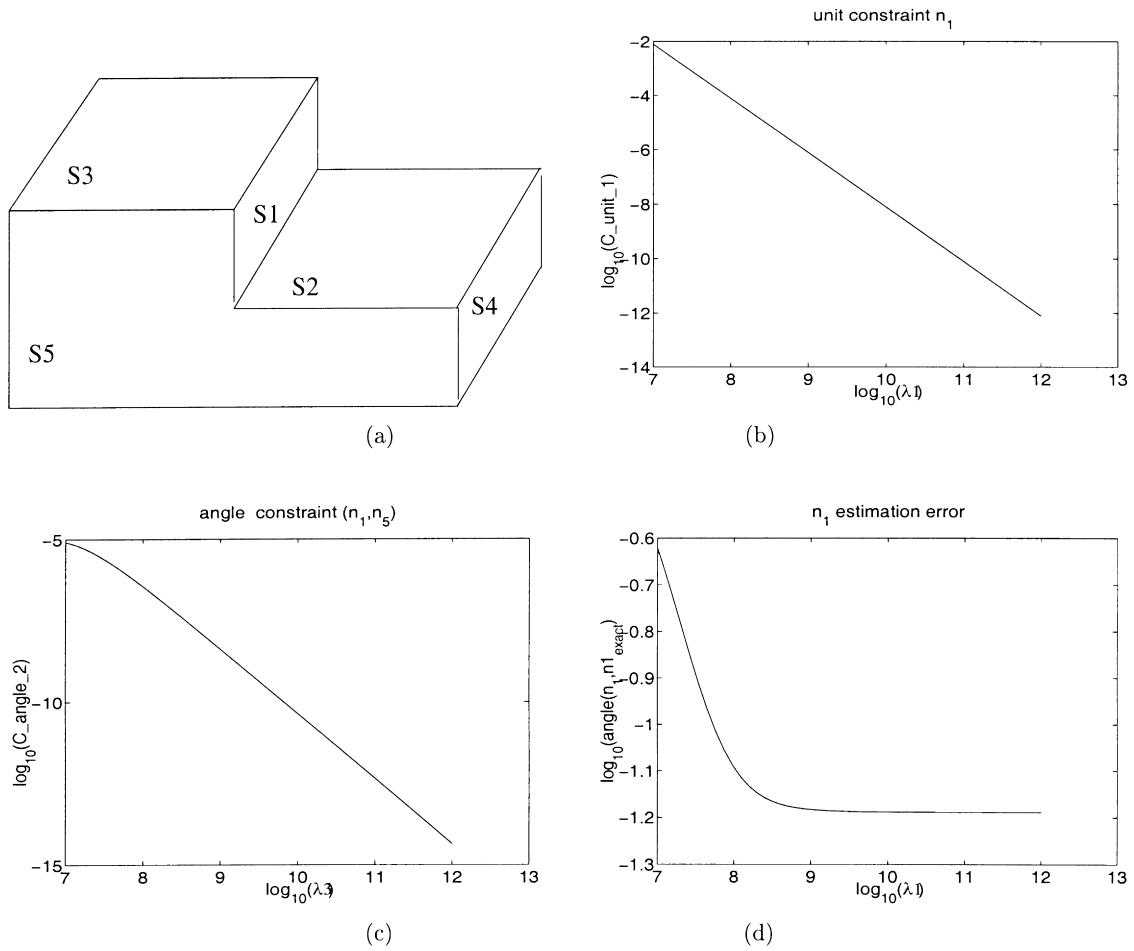 S3
S1
S2
S4
S5
(a)
unit constraint n1
log10(C_unit_1)
-2
-4
-6
-8
-10
-12
-14
7 8 9 10 11 12 13
log10(λ1)
(b)
angle constraint (n1,n5)
log10(C_angle_2)
-5
-10
-15
7 8 9 10 11 12 13
log10(λ3)
(c)
n1 estimation error
log10(angle(n1,n1exact)
-0.6
-0.7
-0.8
-0.9
-1
-1.1
-1.2
-1.3
7 8 9 10 11 12 13
log10(λ1)
(d)